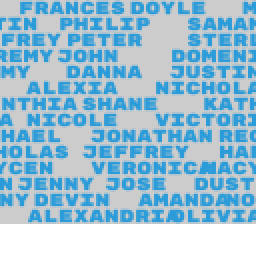 FRANCES DOYLE M
TIN PHILIP SAMAN
FREY PETER STERL
REMY JOHN DOMENI
MY DANNA JUSTIN
ALEXIA NICHOLA
NTHIA SHANE KATH
A NICOLE VICTORI
HAEL JONATHAN REG
HOLAS JEFFREY HA
YCEN VERONICA MACY
N JENNY JOSE DUST
NY DEVIN AMANDA NO
ALEXANDRIA OLIVIA